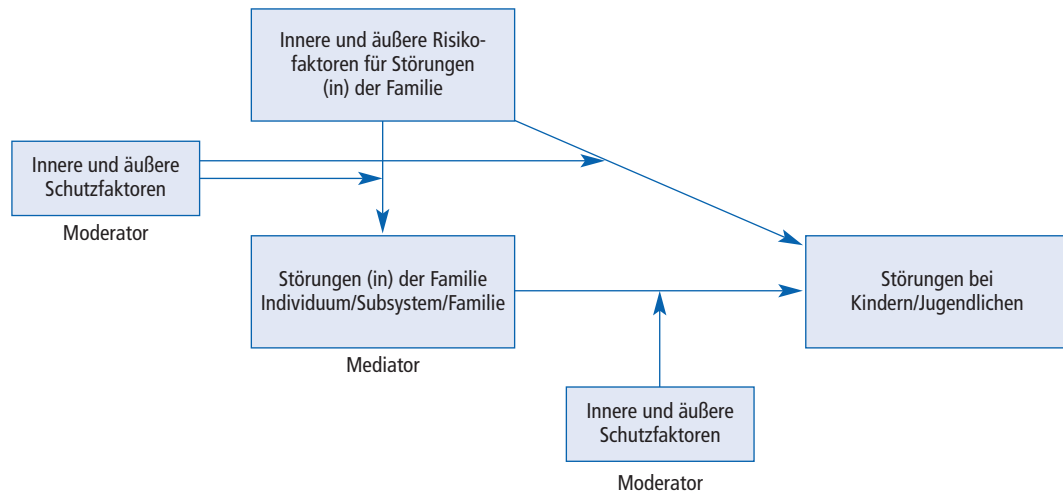 Innere und äußere Risiko-
faktoren für Störungen
(in) der Familie
Innere und äußere
Schutzfaktoren
Moderator
Störungen (in) der Familie
Individuum/Subsystem/Familie
Mediator
Störungen bei
Kindern/Jugendlichen
Innere und äußere
Schutzfaktoren
Moderator